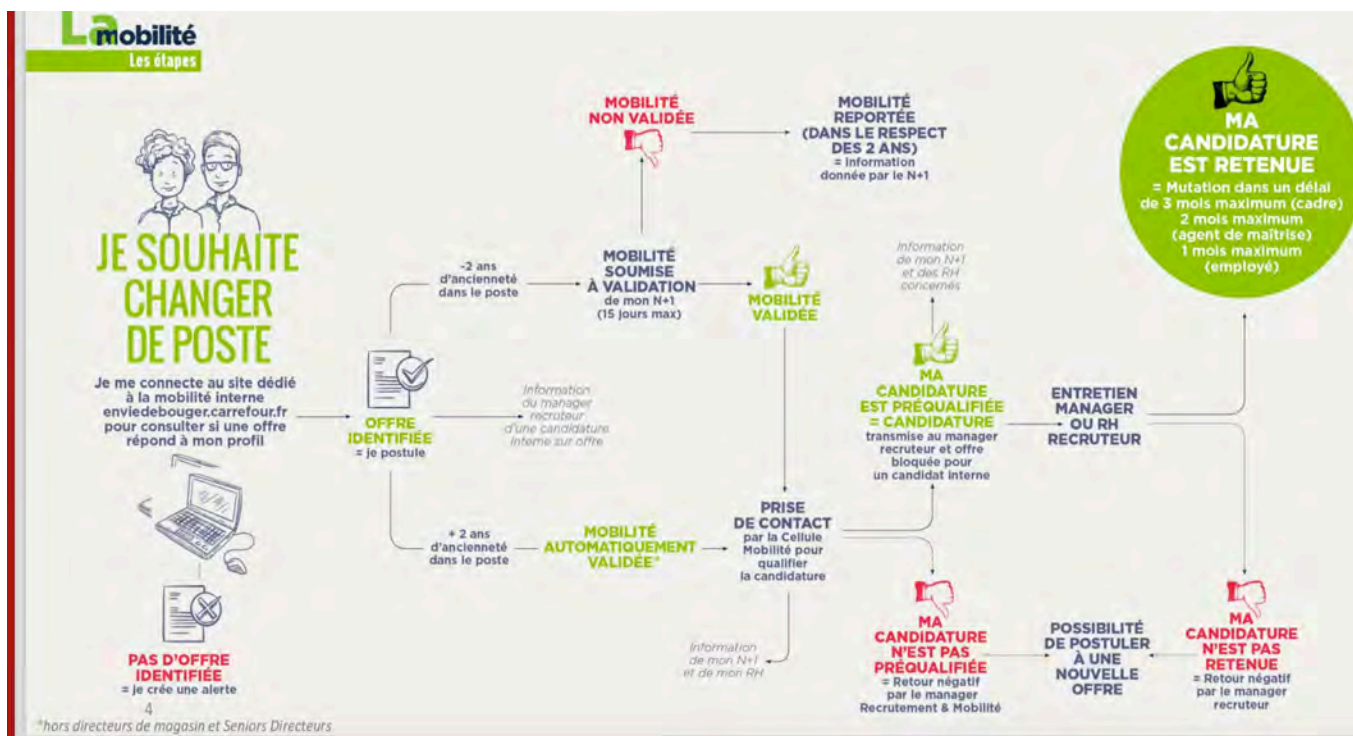 La
mobilité
Les étapes
JE SOUHAITE
CHANGER
DE POSTE
Je me connecte au site dédié
à la mobilité interne
enviedebouger.carrefour.fr
pour consulter si une offre
répond à mon profil
PAS D'OFFRE
IDENTIFIÉE
= je crée une alerte
OFFRE
IDENTIFIÉE
= je postule
Information
du manager
recruteur
d'une candidature
interne sur offre
-2 ans
d'ancienneté
dans le poste
MOBILITÉ
SOUMISE
À VALIDATION
de mon N+1
(15 jours max)
MOBILITÉ
NON VALIDÉE
MOBILITÉ
REPORTÉE
(DANS LE RESPECT
DES 2 ANS)
= Information
donnée par le N+1
MOBILITÉ
VALIDÉE
+ 2 ans
d'ancienneté
dans le poste
MOBILITÉ
AUTOMATIQUEMENT
VALIDÉE*
PRISE
DE CONTACT
par la Cellule
Mobilité pour
qualifier
la candidature
Information
de mon N+1
et de mon RH
Information
de mon N+1
et des RH
concernés
MA
CANDIDATURE
EST PRÉQUALIFIÉE
= CANDIDATURE
transmise au manager
recruteur et offre
bloquée pour
un candidat interne
ENTRETIEN
MANAGER
OU RH
RECRUTEUR
MA
CANDIDATURE
EST RETENUE
= Mutation dans un délai
de 3 mois maximum (cadre)
2 mois maximum
(agent de maîtrise)
1 mois maximum
(employé)
MA
CANDIDATURE
N'EST PAS
PRÉQUALIFIÉE
= Retour négatif
par le manager
Recrutement & Mobilité
POSSIBILITÉ
DE POSTULER
À UNE
NOUVELLE
OFFRE
MA
CANDIDATURE
N'EST PAS
RETENUE
= Retour négatif
par le manager
recruteur
4
*hors directeurs de magasin et Seniors Directeurs